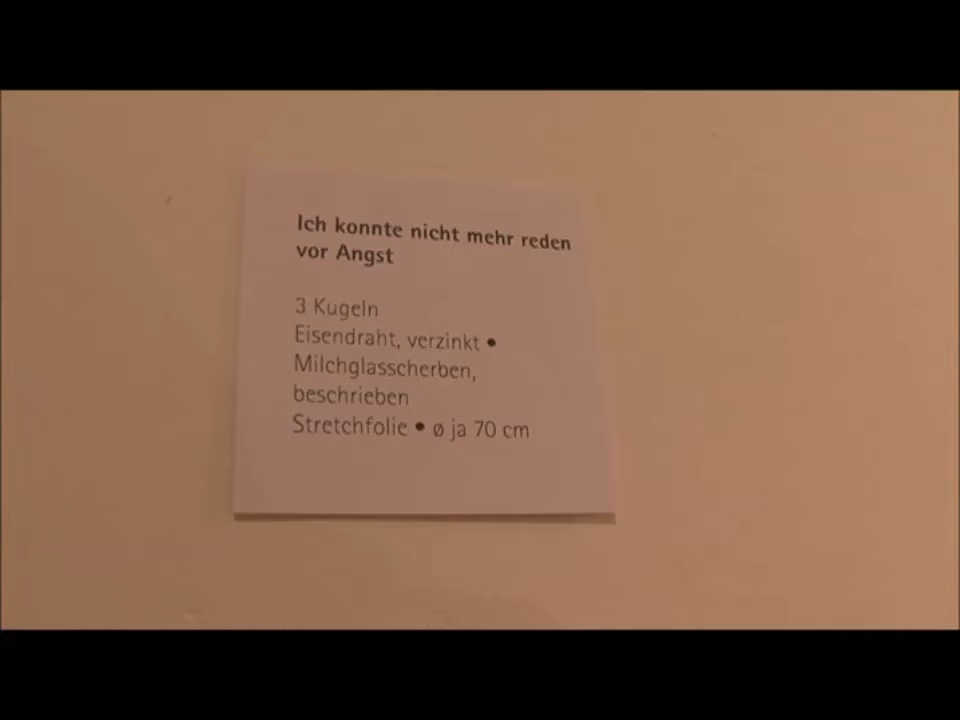 Ich konnte nicht mehr reden
vor Angst
3 Kugeln
Eisendraht, verzinkt •
Milchglasscherben,
beschrieben
Stretchfolie • ø ja 70 cm